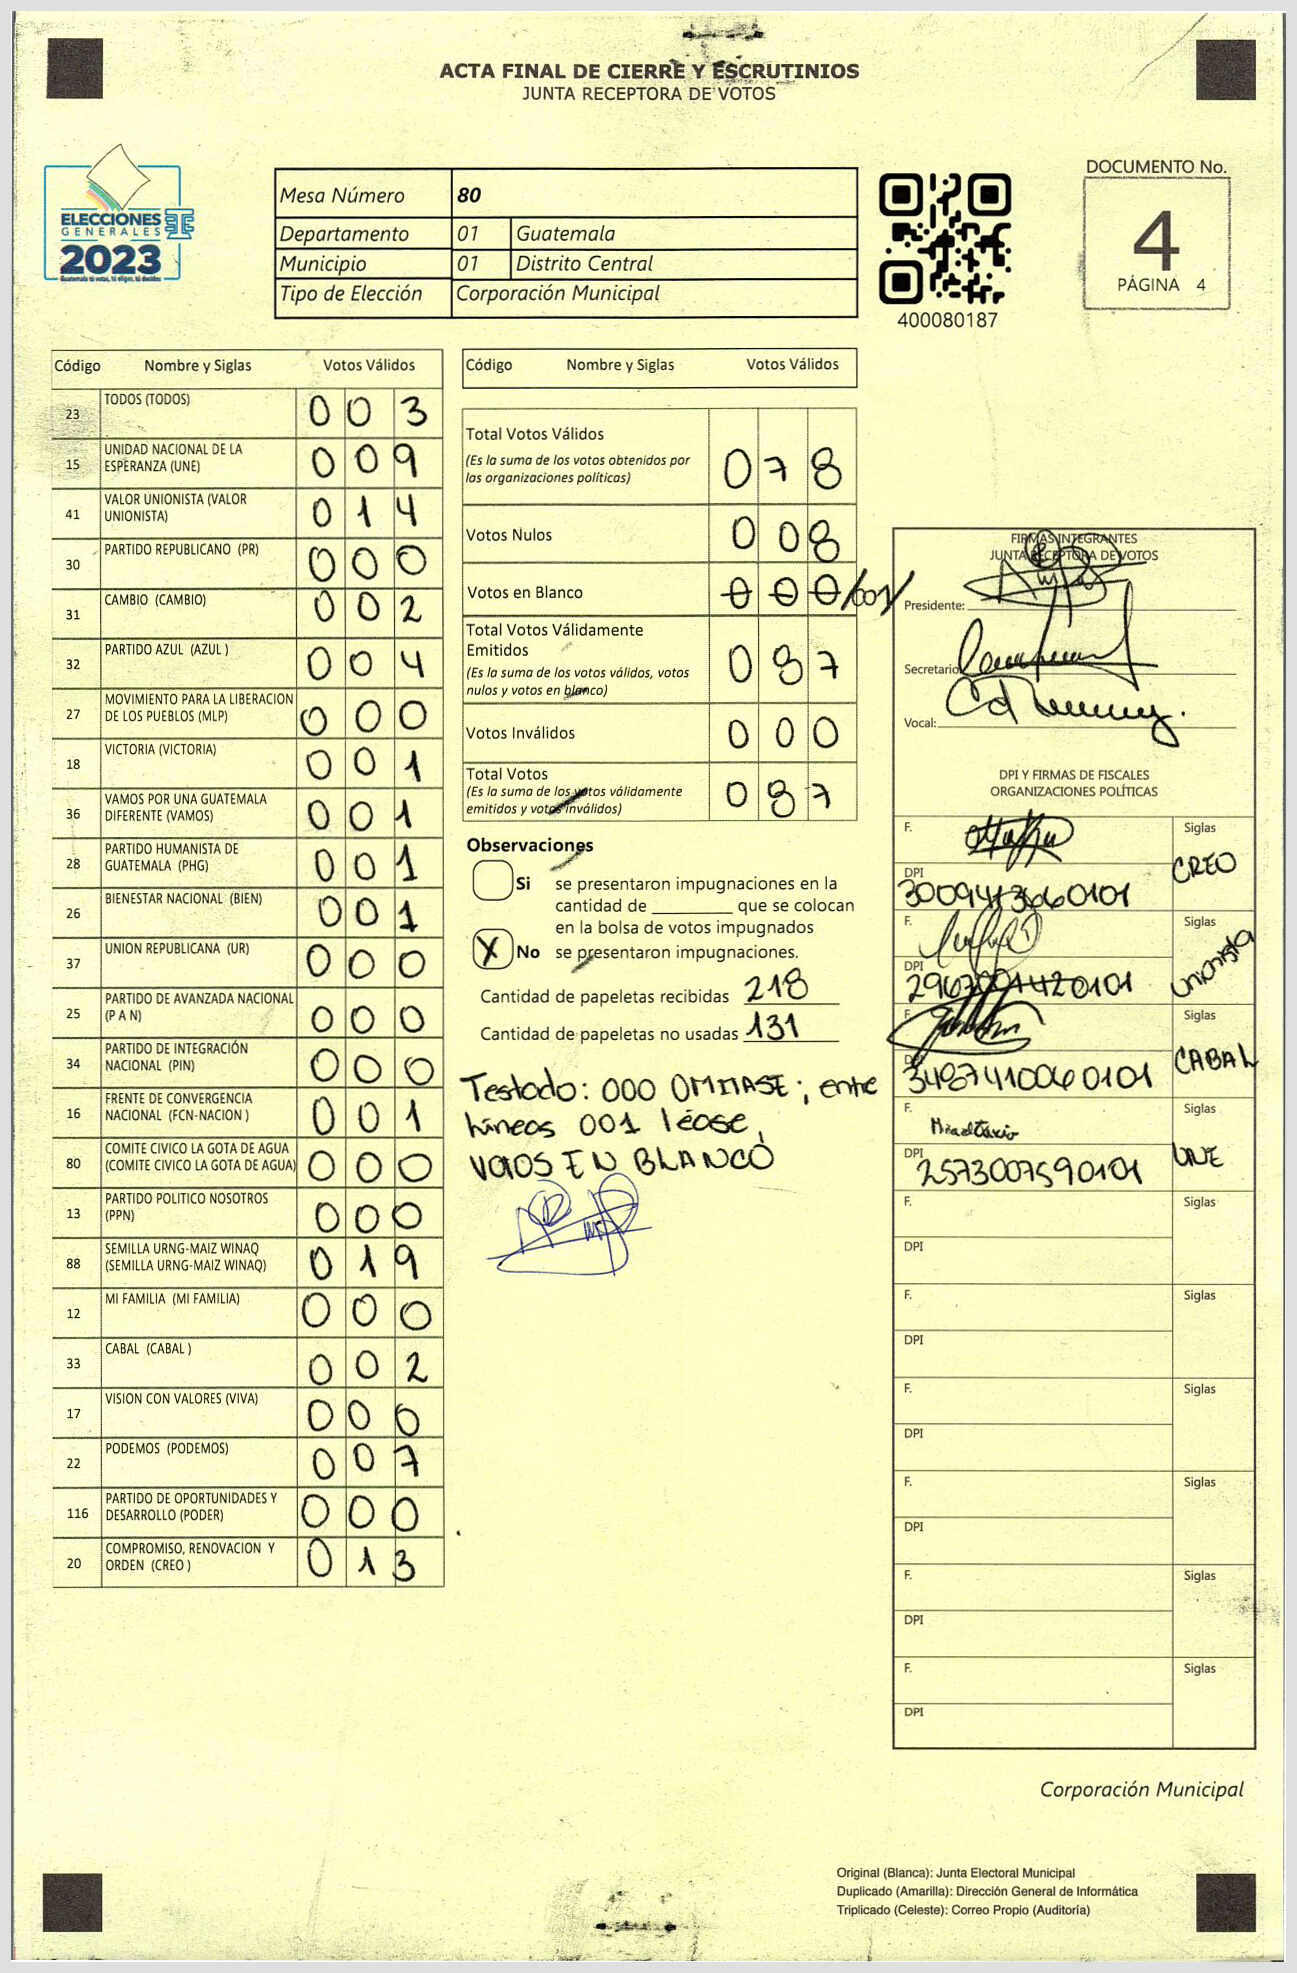 ACTA FINAL DE CIERRE Y ESCRUTINIOS
JUNTA RECEPTORA DE VOTOS
ELECCIONES
GENERALES
2023
Mesa Número 80
Departamento 01 Guatemala
Municipio 01 Distrito Central
Tipo de Elección Corporación Municipal
400080187
DOCUMENTO No.
4
PÁGINA 4
Código Nombre y Siglas Votos Válidos
23 TODOS (TODOS) 0 0 3
15 UNIDAD NACIONAL DE LA
ESPERANZA (UNE) 0 0 9
41 VALOR UNIONISTA (VALOR
UNIONISTA) 0 1 4
30 PARTIDO REPUBLICANO (PR) 0 0 0
31 CAMBIO (CAMBIO) 0 0 2
32 PARTIDO AZUL (AZUL ) 0 0 4
27 MOVIMIENTO PARA LA LIBERACION
DE LOS PUEBLOS (MLP) 0 0 0
18 VICTORIA (VICTORIA) 0 0 1
36 VAMOS POR UNA GUATEMALA
DIFERENTE (VAMOS) 0 0 1
28 PARTIDO HUMANISTA DE
GUATEMALA (PHG) 0 0 1
26 BIENESTAR NACIONAL (BIEN) 0 0 1
37 UNION REPUBLICANA (UR) 0 0 0
25 PARTIDO DE AVANZADA NACIONAL
(P A N) 0 0 0
34 PARTIDO DE INTEGRACIÓN
NACIONAL (PIN) 0 0 0
16 FRENTE DE CONVERGENCIA
NACIONAL (FCN-NACION ) 0 0 1
80 COMITE CIVICO LA GOTA DE AGUA
(COMITE CIVICO LA GOTA DE AGUA) 0 0 0
13 PARTIDO POLITICO NOSOTROS
(PPN) 0 0 0
88 SEMILLA URNG-MAIZ WINAQ
(SEMILLA URNG-MAIZ WINAQ) 0 1 9
12 MI FAMILIA (MI FAMILIA) 0 0 0
33 CABAL (CABAL ) 0 0 2
17 VISION CON VALORES (VIVA) 0 0 0
22 PODEMOS (PODEMOS) 0 0 7
116 PARTIDO DE OPORTUNIDADES Y
DESARROLLO (PODER) 0 0 0
20 COMPROMISO, RENOVACION Y
ORDEN (CREO ) 0 1 3
Código Nombre y Siglas Votos Válidos
Total Votos Válidos
(Es la suma de los votos obtenidos por
las organizaciones políticas) 0 7 8
Votos Nulos 0 0 8
Votos en Blanco 0 0 0 /001/
Total Votos Válidamente
Emitidos
(Es la suma de los votos válidos, votos
nulos y votos en blanco) 0 8 7
Votos Inválidos 0 0 0
Total Votos
(Es la suma de los votos válidamente
emitidos y votos inválidos) 0 8 7
Observaciones
Si se presentaron impugnaciones en la
cantidad de ________ que se colocan
en la bolsa de votos impugnados
X No se presentaron impugnaciones.
Cantidad de papeletas recibidas 218
Cantidad de papeletas no usadas 131
Testado: 000 OMITASE; entre
líneas 001 léase,
VOTOS EN BLANCO
FIRMAS INTEGRANTES
JUNTA RECEPTORA DE VOTOS
Presidente:
Secretario
Vocal:
DPI Y FIRMAS DE FISCALES
ORGANIZACIONES POLÍTICAS
F. Siglas
CREO
DPI
3009413660101
F. Siglas
Unionista
DPI
2967001420101
F. Siglas
CABAL
DPI
3487410060101
F. Siglas
UNE
DPI
2573007590101
F. Siglas
DPI
F. Siglas
DPI
F. Siglas
DPI
F. Siglas
DPI
F. Siglas
DPI
F. Siglas
DPI
Corporación Municipal
Original (Blanca): Junta Electoral Municipal
Duplicado (Amarilla): Dirección General de Informática
Triplicado (Celeste): Correo Propio (Auditoría)